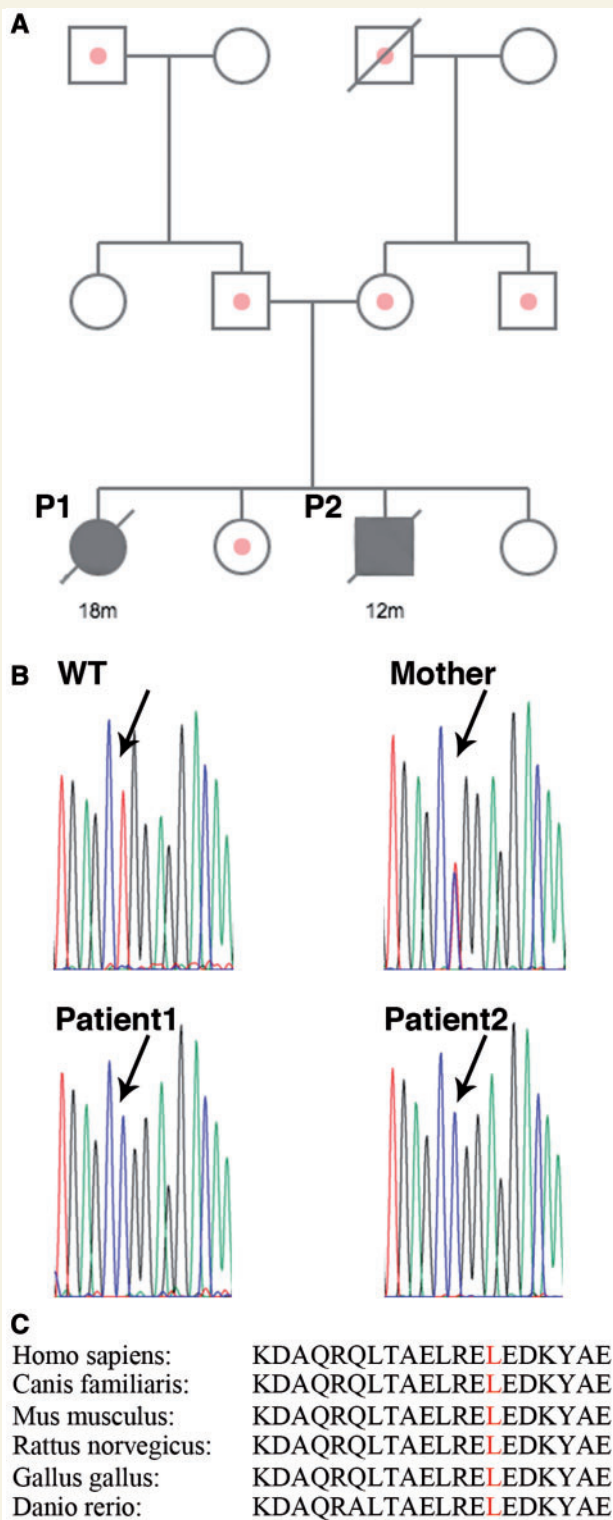 A
P1
P2
18m
12m
B
WT
Mother
Patient1
Patient2
C
Homo sapiens: KDAQRQLTAELRELEDKYAE
Canis familiaris: KDAQRQLTAELRELEDKYAE
Mus musculus: KDAQRQLTAELRELEDKYAE
Rattus norvegicus: KDAQRQLTAELRELEDKYAE
Gallus gallus: KDAQRQLTAELRELEDKYAE
Danio rerio: KDAQRALTAELRELEDKYAE